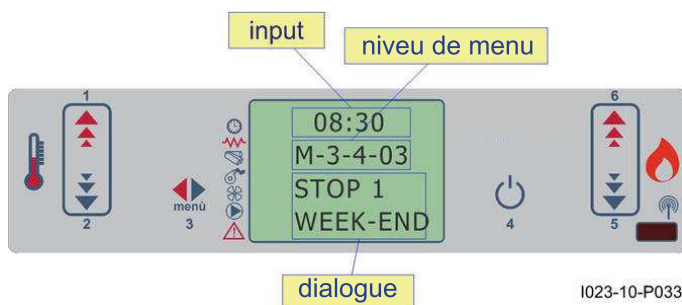 input
niveu de menu
1
6
08:30
M-3-4-03
STOP 1
WEEK-END
menù
2
3
4
5
dialogue
I023-10-P033